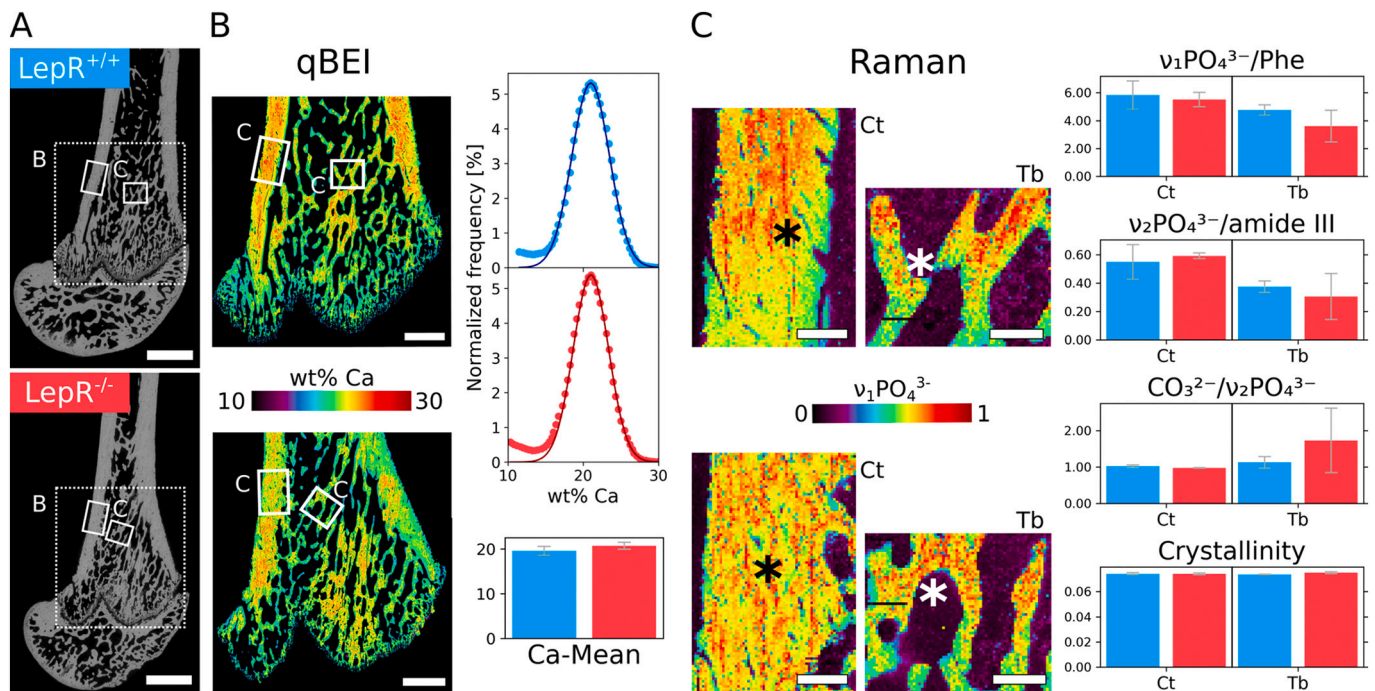 A
B
C
LepR⁺/⁺
B
C
LepR⁻/⁻
B
C
qBEI
C
C
wt% Ca
10
30
C
C
Normalized frequency [%]
5
4
3
2
1
0
5
4
3
2
1
0
10
20
30
wt% Ca
20
10
0
Ca-Mean
Raman
Ct
Tb
ν₁PO₄³⁻
0
1
Ct
Tb
ν₁PO₄³⁻/Phe
6.00
4.00
2.00
0.00
Ct
Tb
ν₂PO₄³⁻/amide III
0.60
0.40
0.20
0.00
Ct
Tb
CO₃²⁻/ν₂PO₄³⁻
2.00
1.00
0.00
Ct
Tb
Crystallinity
0.06
0.04
0.02
0.00
Ct
Tb